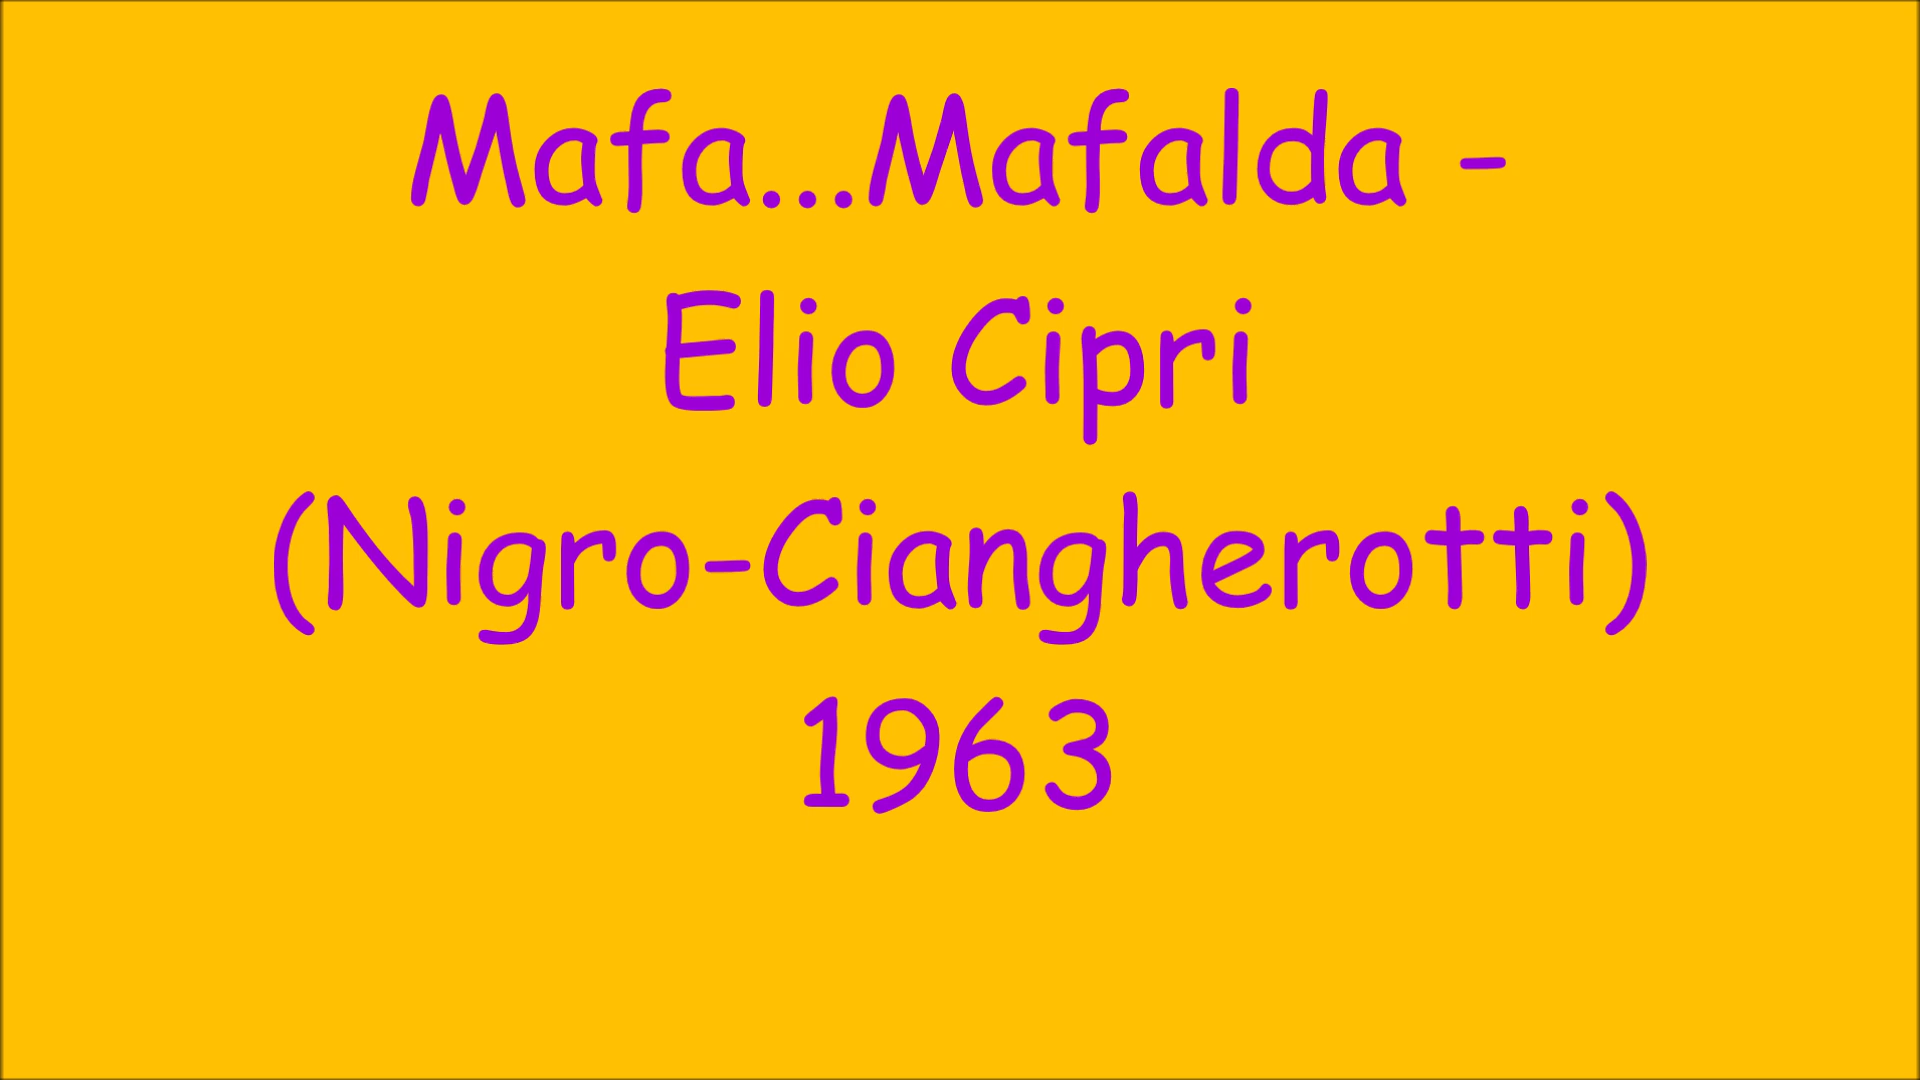 Mafa...Mafalda -
Elio Cipri
(Nigro-Ciangherotti)
1963